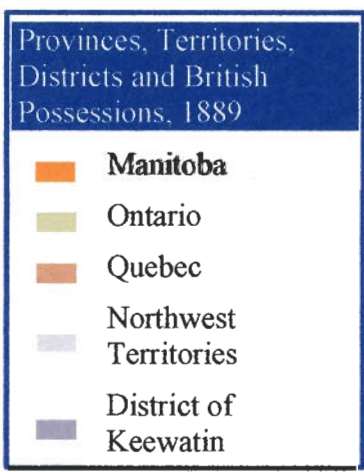 Provinces, Territories,
Districts and British
Possessions, 1889
Manitoba
Ontario
Quebec
Northwest
Territories
District of
Keewatin